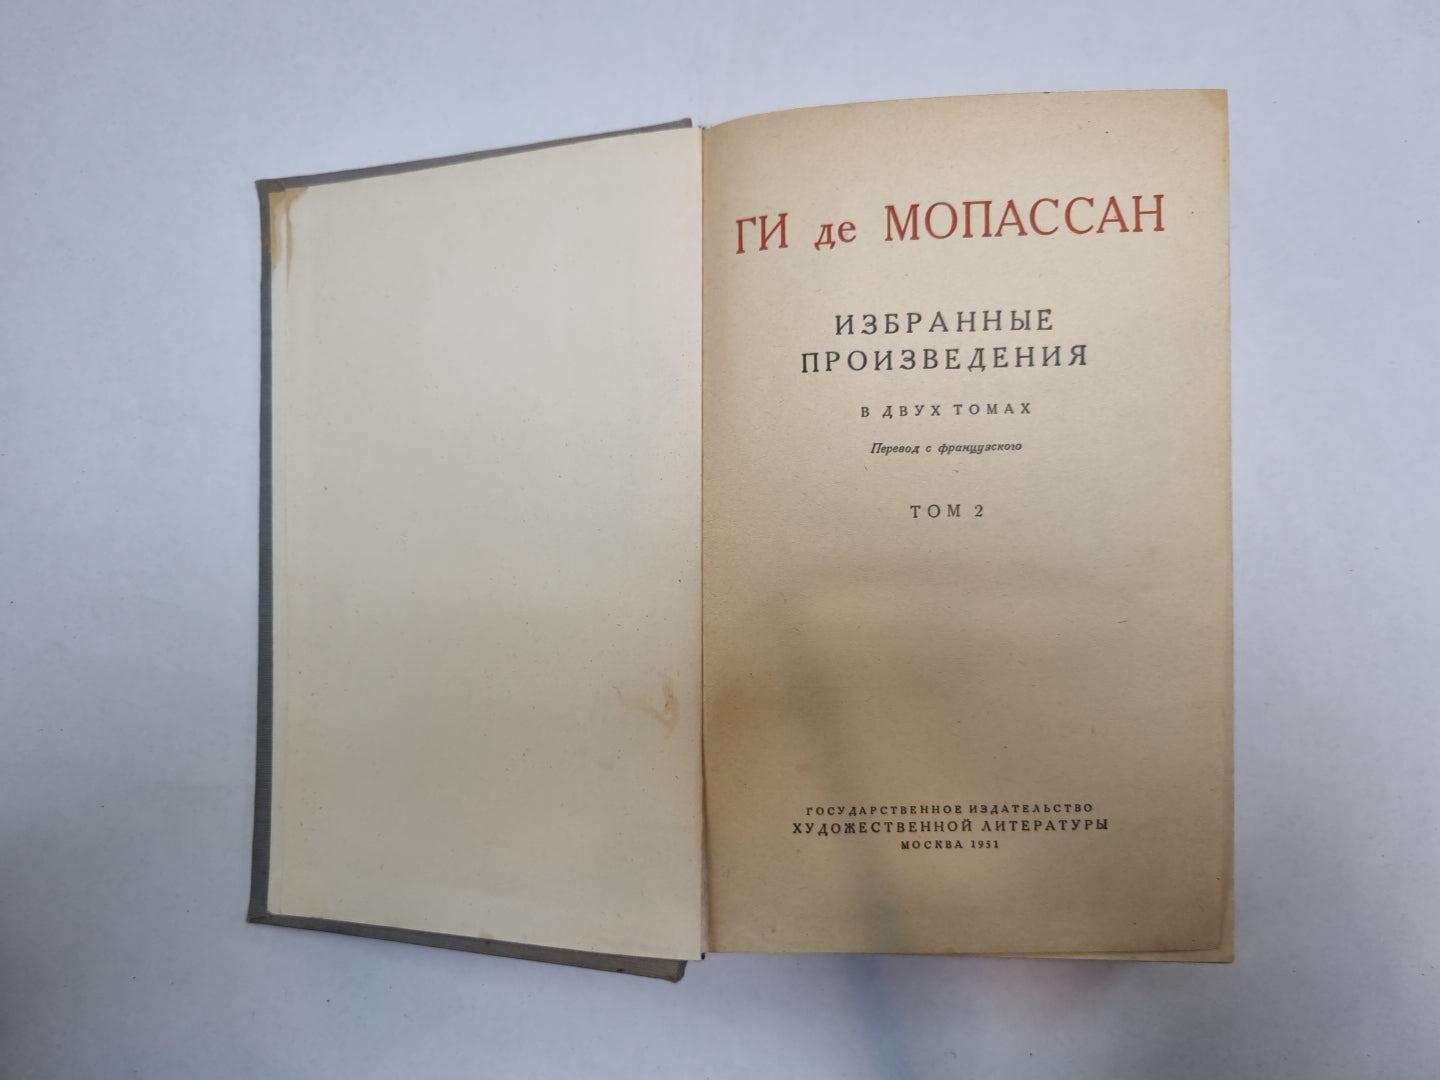 ГИ де МОПАССАН
ИЗБРАННЫЕ
ПРОИЗВЕДЕНИЯ
В ДВУХ ТОМАХ
Перевод с французского
ТОМ 2
ГОСУДАРСТВЕННОЕ ИЗДАТЕЛЬСТВО
ХУДОЖЕСТВЕННОЙ ЛИТЕРАТУРЫ
МОСКВА 1951